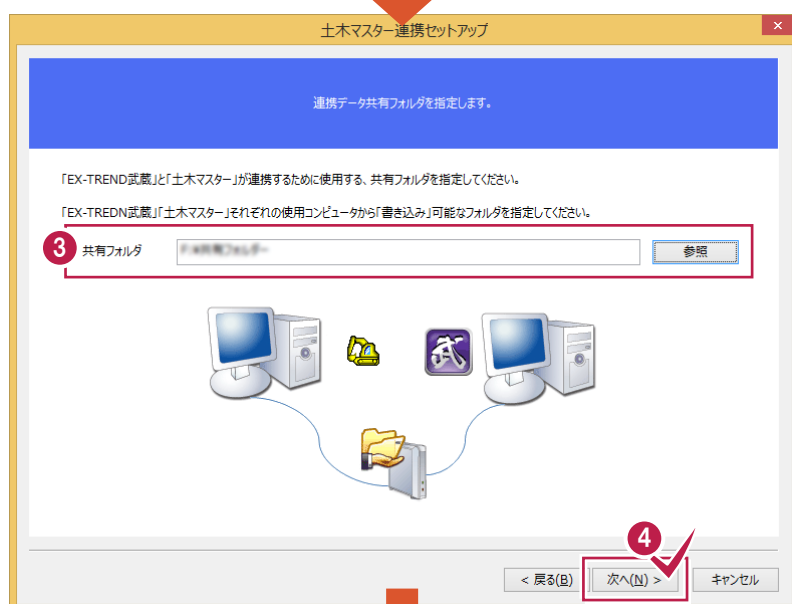 土木マスター連携セットアップ
連携データ共有フォルダを指定します。
「EX-TREND武蔵」と「土木マスター」が連携するために使用する、共有フォルダを指定してください。
「EX-TREDN武蔵」「土木マスター」それぞれの使用コンピュータから「書き込み」可能なフォルダを指定してください。
3 共有フォルダ 参照
武
4
< 戻る(B) 次へ(N) > キャンセル